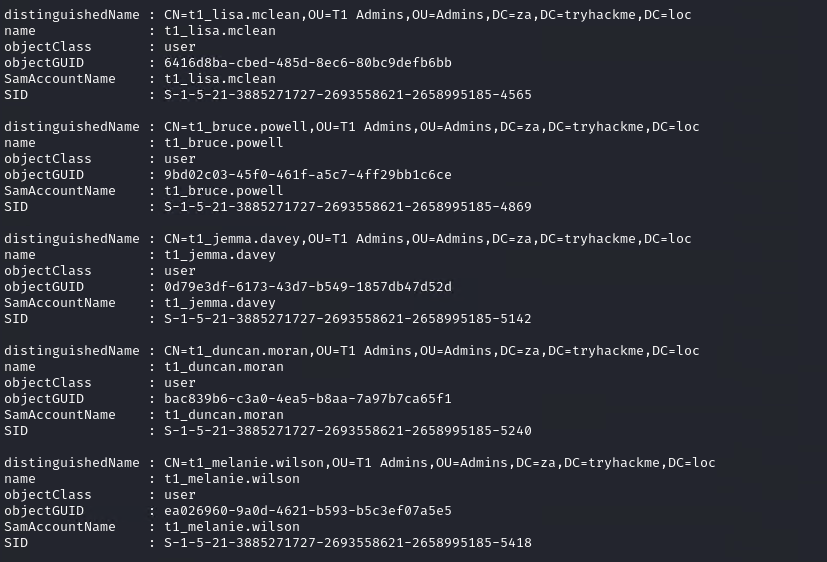 distinguishedName : CN=t1_lisa.mclean,OU=T1 Admins,OU=Admins,DC=za,DC=tryhackme,DC=loc
name              : t1_lisa.mclean
objectClass       : user
objectGUID        : 6416d8ba-cbed-485d-8ec6-80bc9defb6bb
SamAccountName    : t1_lisa.mclean
SID               : S-1-5-21-3885271727-2693558621-2658995185-4565

distinguishedName : CN=t1_bruce.powell,OU=T1 Admins,OU=Admins,DC=za,DC=tryhackme,DC=loc
name              : t1_bruce.powell
objectClass       : user
objectGUID        : 9bd02c03-45f0-461f-a5c7-4ff29bb1c6ce
SamAccountName    : t1_bruce.powell
SID               : S-1-5-21-3885271727-2693558621-2658995185-4869

distinguishedName : CN=t1_jemma.davey,OU=T1 Admins,OU=Admins,DC=za,DC=tryhackme,DC=loc
name              : t1_jemma.davey
objectClass       : user
objectGUID        : 0d79e3df-6173-43d7-b549-1857db47d52d
SamAccountName    : t1_jemma.davey
SID               : S-1-5-21-3885271727-2693558621-2658995185-5142

distinguishedName : CN=t1_duncan.moran,OU=T1 Admins,OU=Admins,DC=za,DC=tryhackme,DC=loc
name              : t1_duncan.moran
objectClass       : user
objectGUID        : bac839b6-c3a0-4ea5-b8aa-7a97b7ca65f1
SamAccountName    : t1_duncan.moran
SID               : S-1-5-21-3885271727-2693558621-2658995185-5240

distinguishedName : CN=t1_melanie.wilson,OU=T1 Admins,OU=Admins,DC=za,DC=tryhackme,DC=loc
name              : t1_melanie.wilson
objectClass       : user
objectGUID        : ea026960-9a0d-4621-b593-b5c3ef07a5e5
SamAccountName    : t1_melanie.wilson
SID               : S-1-5-21-3885271727-2693558621-2658995185-5418